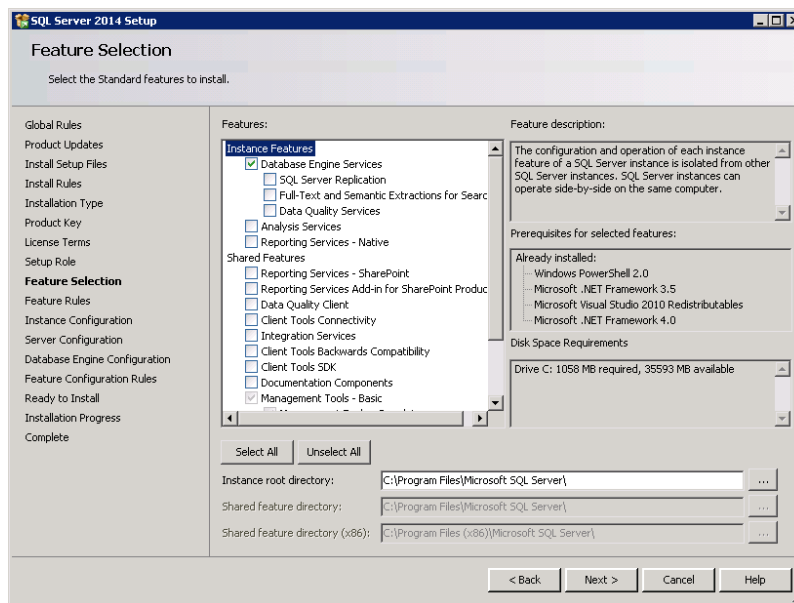 SQL Server 2014 Setup
Feature Selection
Select the Standard features to install.
Global Rules
Product Updates
Install Setup Files
Install Rules
Installation Type
Product Key
License Terms
Setup Role
Feature Selection
Feature Rules
Instance Configuration
Server Configuration
Database Engine Configuration
Feature Configuration Rules
Ready to Install
Installation Progress
Complete
Features:
Instance Features
Database Engine Services
SQL Server Replication
Full-Text and Semantic Extractions for Searc
Data Quality Services
Analysis Services
Reporting Services - Native
Shared Features
Reporting Services - SharePoint
Reporting Services Add-in for SharePoint Produc
Data Quality Client
Client Tools Connectivity
Integration Services
Client Tools Backwards Compatibility
Client Tools SDK
Documentation Components
Management Tools - Basic
Feature description:
The configuration and operation of each instance
feature of a SQL Server instance is isolated from other
SQL Server instances. SQL Server instances can
operate side-by-side on the same computer.
Prerequisites for selected features:
Already installed:
Windows PowerShell 2.0
Microsoft .NET Framework 3.5
Microsoft Visual Studio 2010 Redistributables
Microsoft .NET Framework 4.0
Disk Space Requirements
Drive C: 1058 MB required, 35593 MB available
Select All
Unselect All
Instance root directory:
C:\Program Files\Microsoft SQL Server\
...
Shared feature directory:
C:\Program Files\Microsoft SQL Server\
...
Shared feature directory (x86):
C:\Program Files (x86)\Microsoft SQL Server\
...
< Back
Next >
Cancel
Help